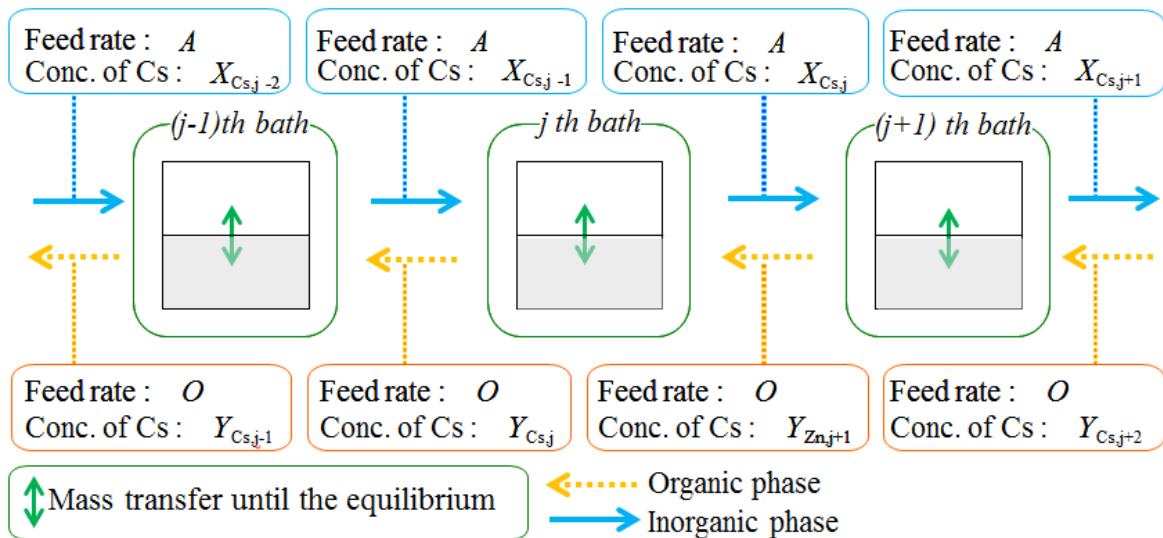 Feed rate : A
Conc. of Cs : X_Cs,j -2
Feed rate : A
Conc. of Cs : X_Cs,j -1
Feed rate : A
Conc. of Cs : X_Cs,j
Feed rate : A
Conc. of Cs : X_Cs,j+1
(j-1)th bath
j th bath
(j+1) th bath
Feed rate : O
Conc. of Cs : Y_Cs,j-1
Feed rate : O
Conc. of Cs : Y_Cs,j
Feed rate : O
Conc. of Cs : Y_Zn,j+1
Feed rate : O
Conc. of Cs : Y_Cs,j+2
Mass transfer until the equilibrium
Organic phase
Inorganic phase